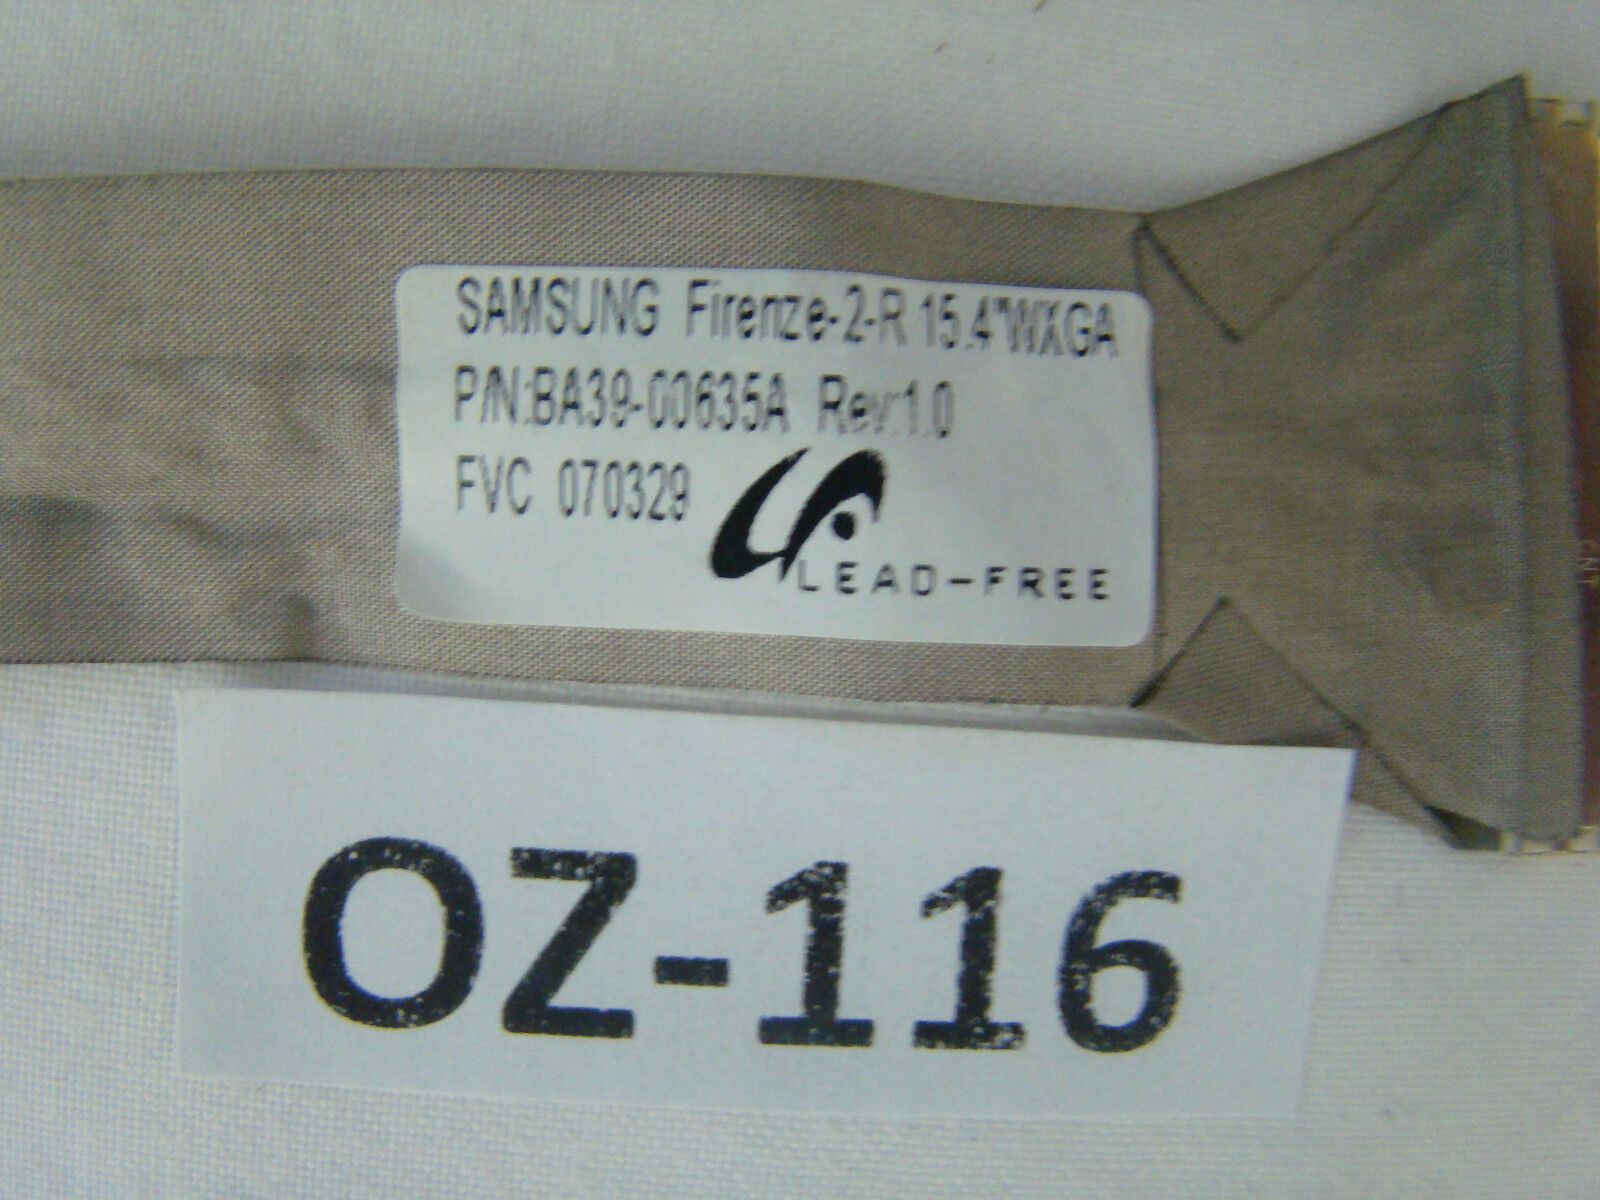 SAMSUNG Firenze-2-R 15.4"WXGA
P/N:BA39-00635A Rev:1.0
FVC 070329
LEAD-FREE
OZ-116